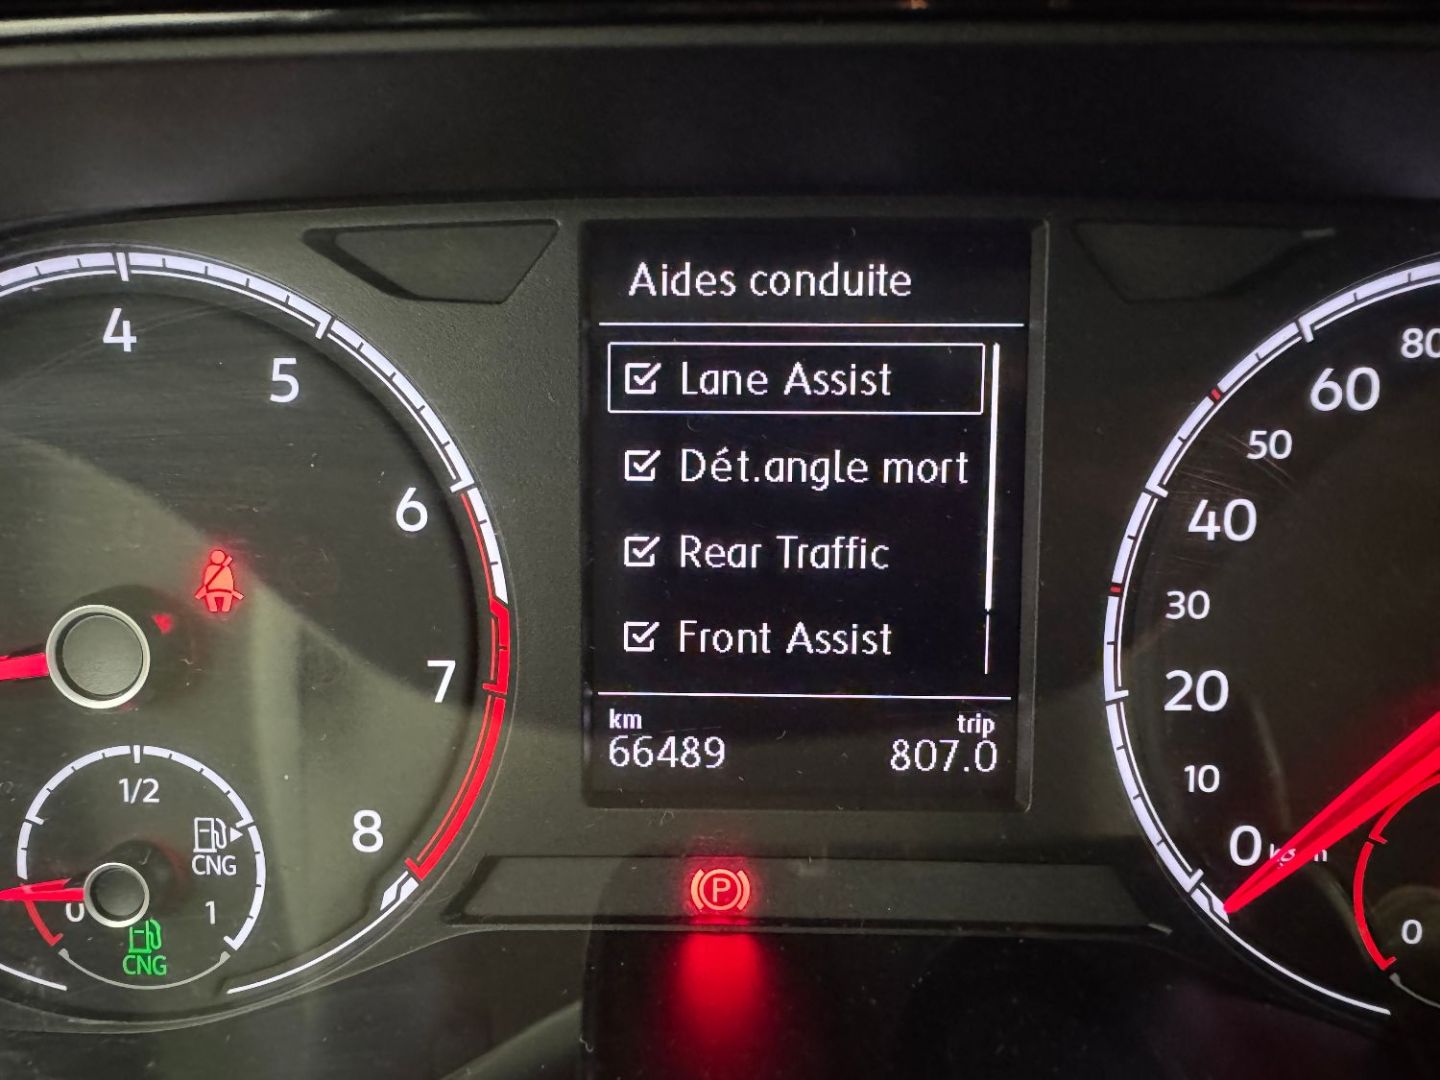 Aides conduite
Lane Assist
Dét.angle mort
Rear Traffic
Front Assist
km
trip
66489
807.0
4
5
6
7
8
1/2
CNG
0
1
CNG
P
80
60
50
40
30
20
10
0
0